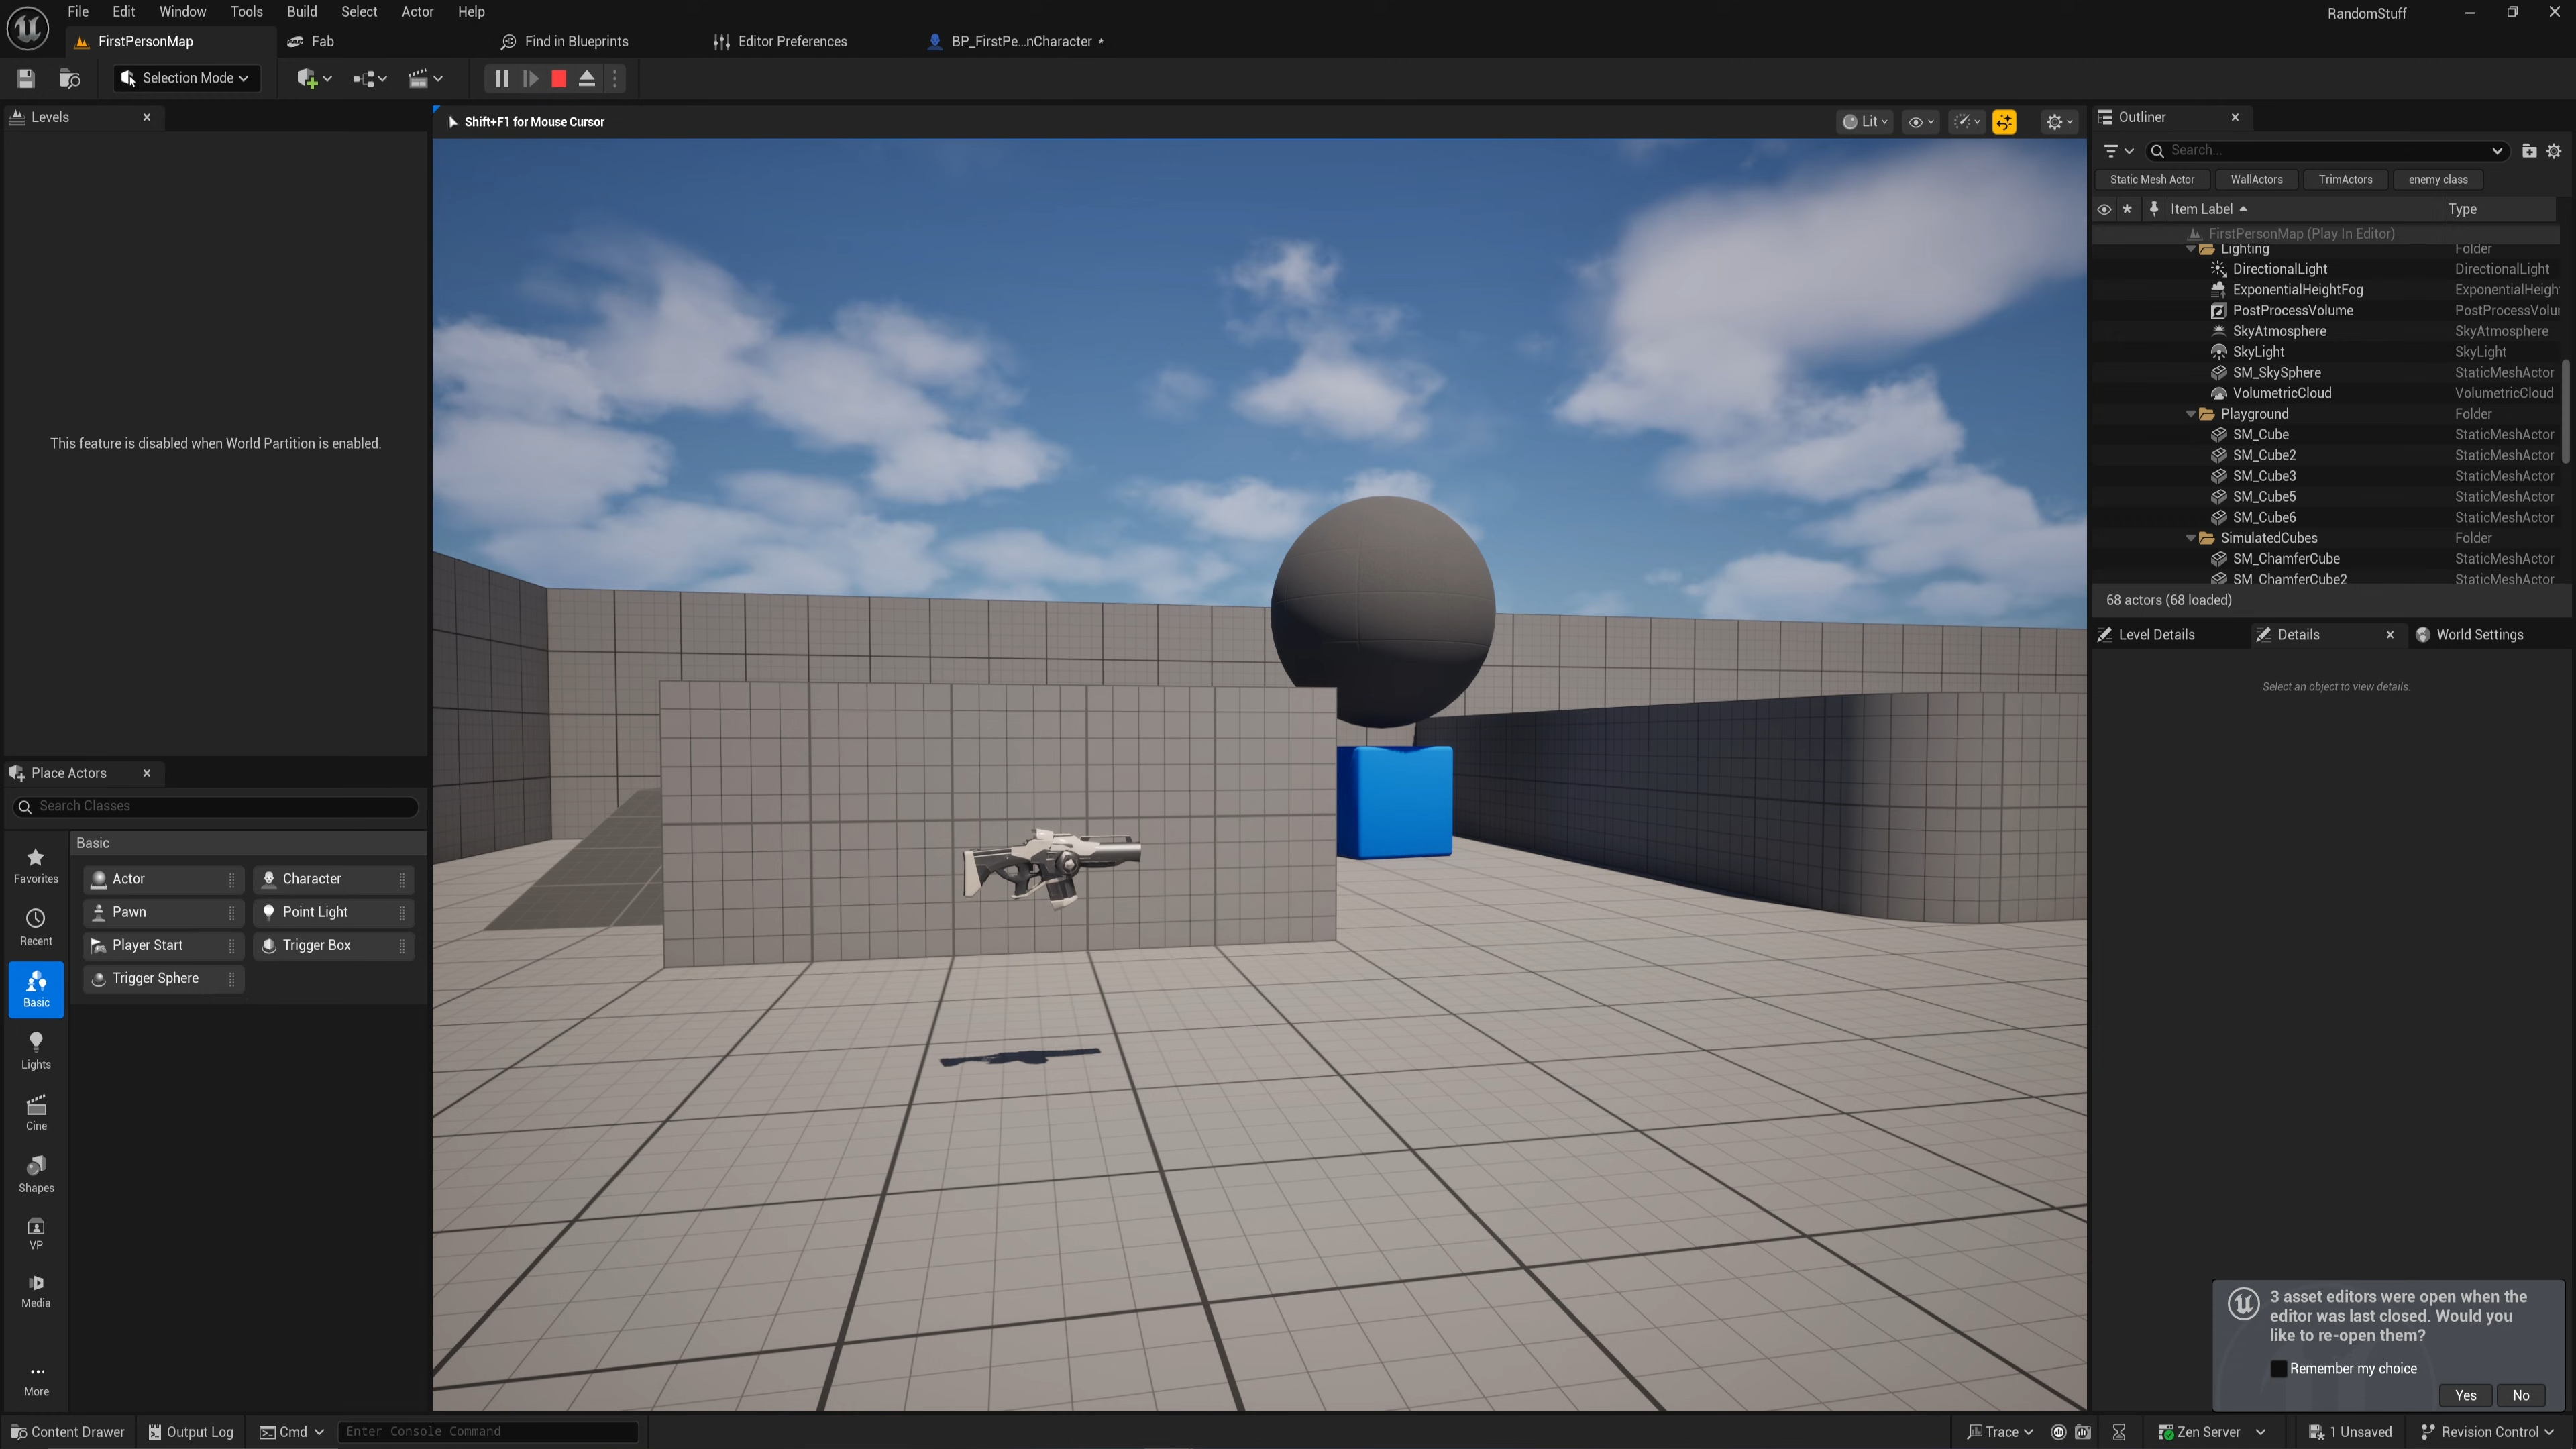 File Edit Window Tools Build Select Actor Help
RandomStuff
FirstPersonMap
Fab
Find in Blueprints
Editor Preferences
BP_FirstPe...nCharacter *
Selection Mode
Levels
This feature is disabled when World Partition is enabled.
Place Actors
Search Classes
Favorites
Recent
Basic
Lights
Cine
Shapes
VP
Media
More
Basic
Actor
Character
Pawn
Point Light
Player Start
Trigger Box
Trigger Sphere
Shift+F1 for Mouse Cursor
Lit
Outliner
Search...
Static Mesh Actor WallActors TrimActors enemy class
Item Label Type
FirstPersonMap (Play In Editor)
Lighting Folder
DirectionalLight DirectionalLight
ExponentialHeightFog ExponentialHeigh
PostProcessVolume PostProcessVolu
SkyAtmosphere SkyAtmosphere
SkyLight SkyLight
SM_SkySphere StaticMeshActor
VolumetricCloud VolumetricCloud
Playground Folder
SM_Cube StaticMeshActor
SM_Cube2 StaticMeshActor
SM_Cube3 StaticMeshActor
SM_Cube5 StaticMeshActor
SM_Cube6 StaticMeshActor
SimulatedCubes Folder
SM_ChamferCube StaticMeshActor
SM_ChamferCube2 StaticMeshActor
68 actors (68 loaded)
Level Details
Details
World Settings
Select an object to view details.
3 asset editors were open when the
editor was last closed. Would you
like to re-open them?
Remember my choice
Yes No
Content Drawer
Output Log
Cmd
Enter Console Command
Trace
Zen Server
1 Unsaved
Revision Control